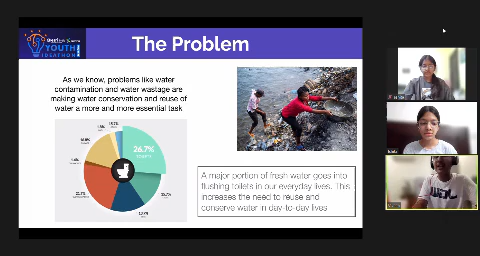 YOUTH
IDEATHON
The Problem
As we know, problems like water
contamination and water wastage are
making water conservation and reuse of
water a more and more essential task
26.7%
A major portion of fresh water goes into
flushing toilets in our everyday lives. This
increases the need to reuse and
conserve water in day-to-day lives